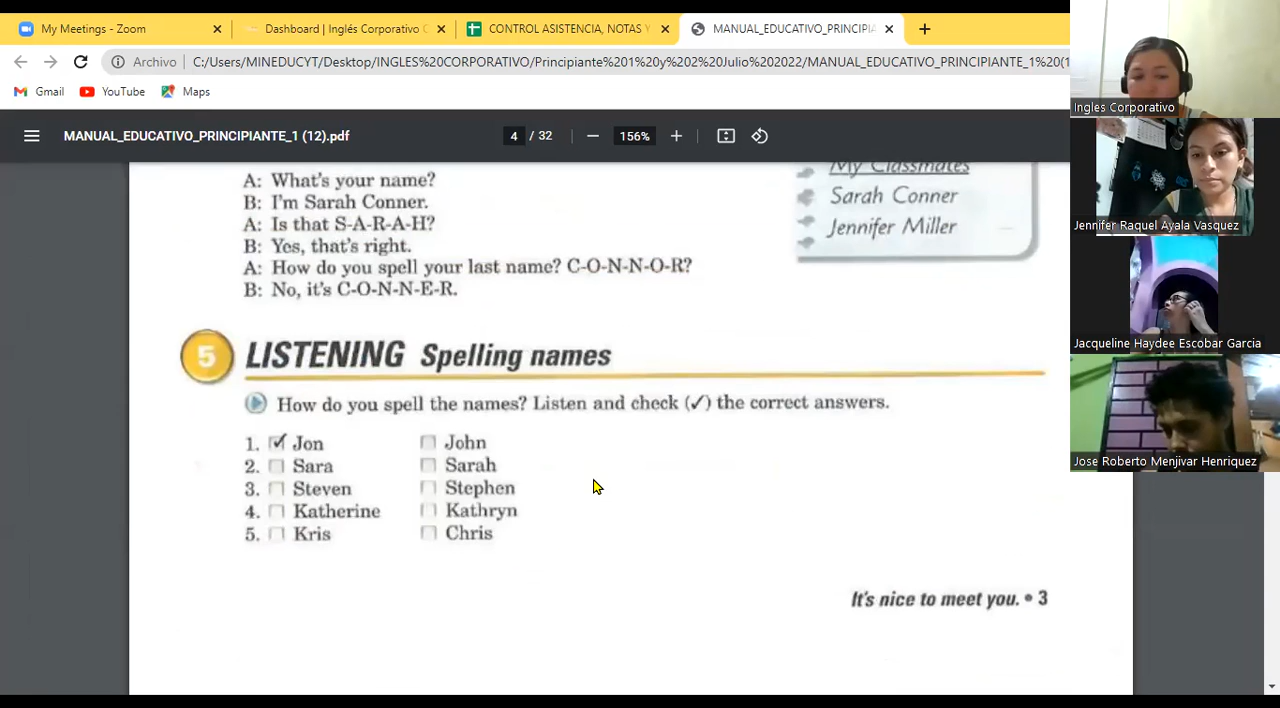 My Meetings - Zoom
Dashboard | Inglés Corporativo C
CONTROL ASISTENCIA, NOTAS Y
MANUAL_EDUCATIVO_PRINCIPIA
Archivo
C:/Users/MINEDUCYT/Desktop/INGLES%20CORPORATIVO/Principiante%201%20y%202%20Julio%202022/MANUAL_EDUCATIVO_PRINCIPIANTE_1%20(1
Gmail
YouTube
Maps
MANUAL_EDUCATIVO_PRINCIPIANTE_1 (12).pdf
4 / 32
156%
A: What's your name?
B: I'm Sarah Conner.
A: Is that S-A-R-A-H?
B: Yes, that's right.
A: How do you spell your last name? C-O-N-N-O-R?
B: No, it's C-O-N-N-E-R.
My Classmates
Sarah Conner
Jennifer Miller
5 LISTENING Spelling names
How do you spell the names? Listen and check (✓) the correct answers.
1. ✓ Jon John
2. Sara Sarah
3. Steven Stephen
4. Katherine Kathryn
5. Kris Chris
It's nice to meet you. • 3
Ingles Corporativo
Jennifer Raquel Ayala Vasquez
Jacqueline Haydee Escobar Garcia
Jose Roberto Menjivar Henriquez